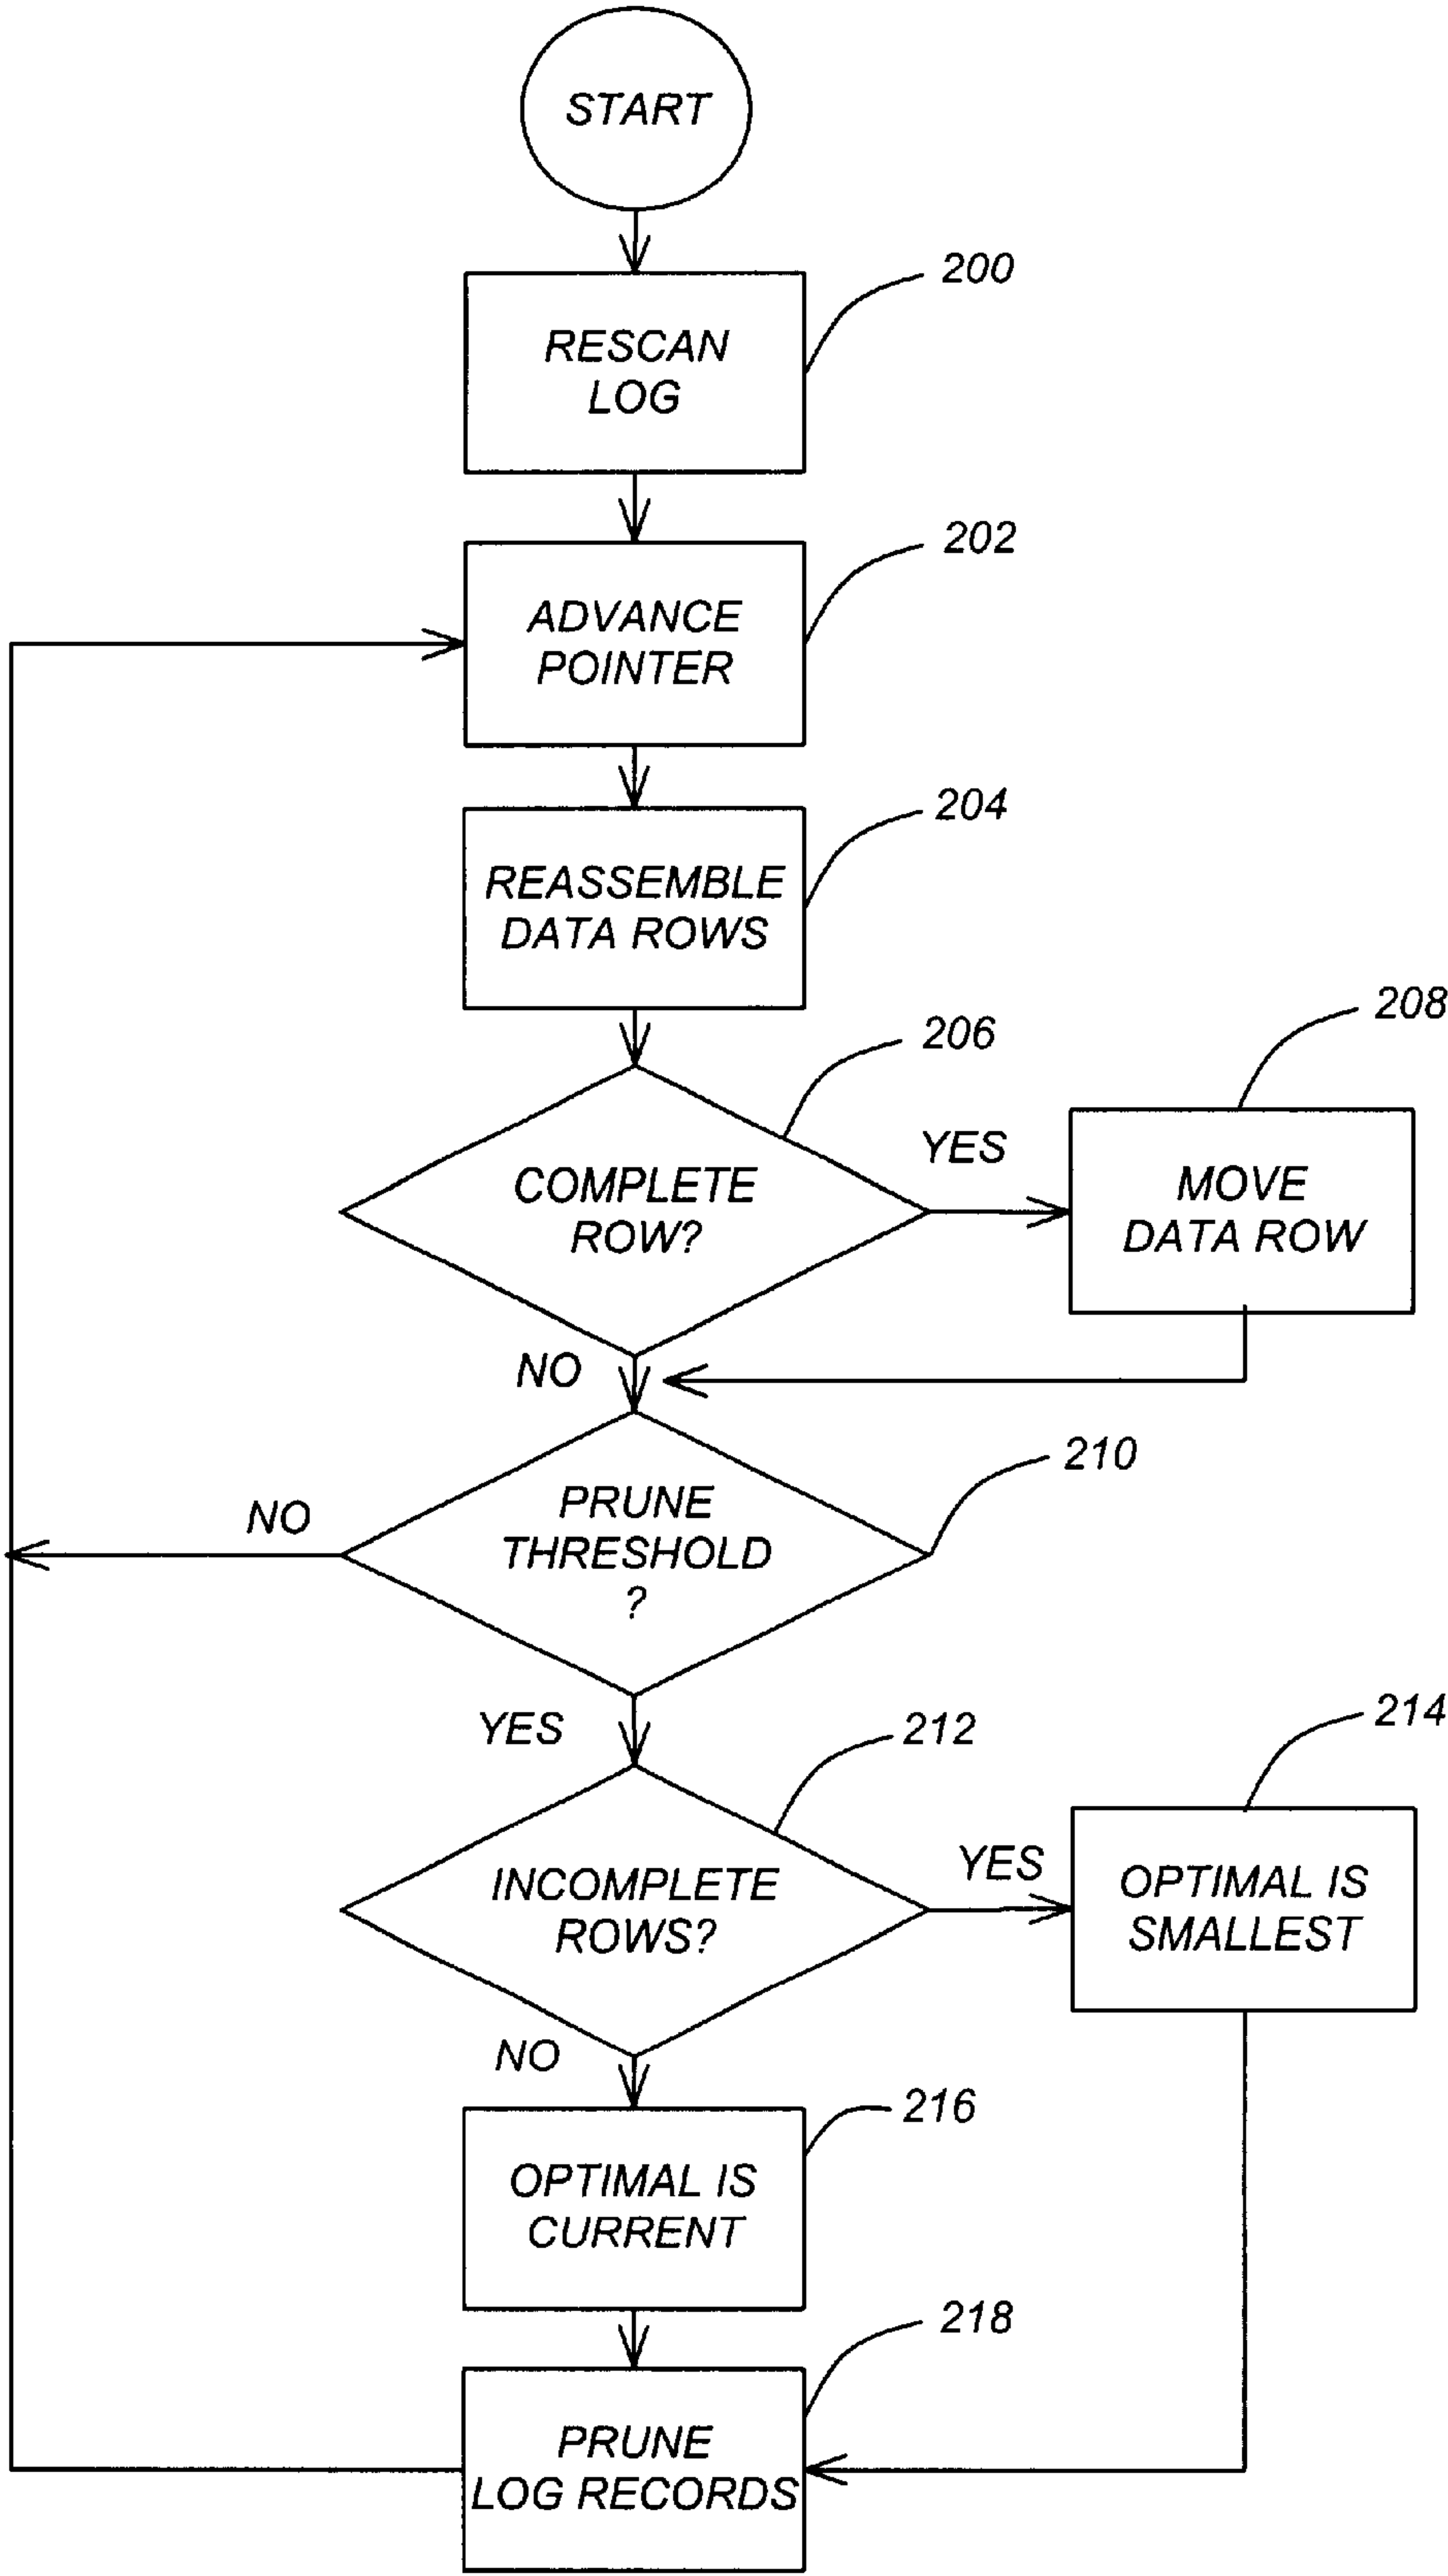 START
200
RESCAN
LOG
202
ADVANCE
POINTER
204
REASSEMBLE
DATA ROWS
206
208
COMPLETE
ROW?
YES
MOVE
DATA ROW
NO
210
PRUNE
THRESHOLD
?
NO
YES
212
214
INCOMPLETE
ROWS?
YES
OPTIMAL IS
SMALLEST
NO
216
OPTIMAL IS
CURRENT
218
PRUNE
LOG RECORDS